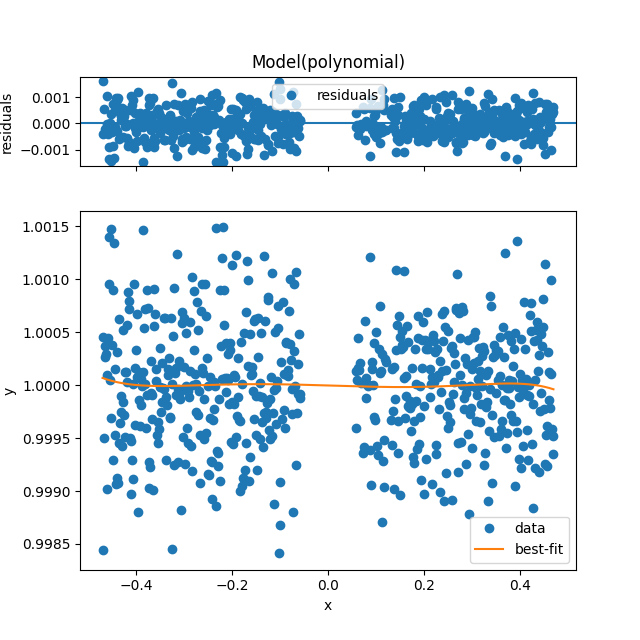 Model(polynomial)
residuals
0.001
0.000
−0.001
residuals
y
1.0015
1.0010
1.0005
1.0000
0.9995
0.9990
0.9985
data
best-fit
−0.4 −0.2 0.0 0.2 0.4
x